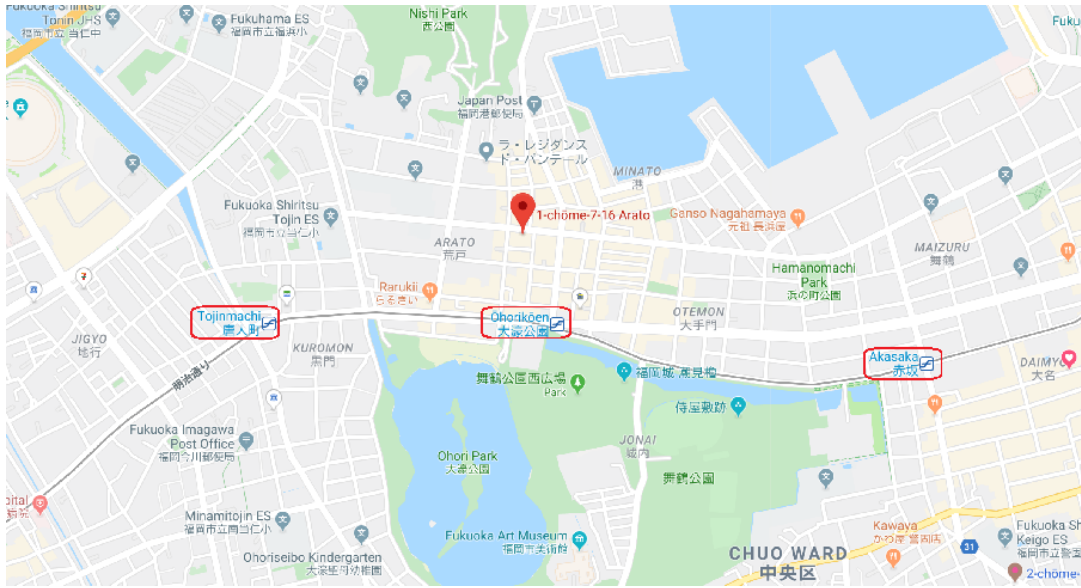 Fukuoka Shiritsu
Tonin JHS
福岡市立当仁中
Fukuhama ES
福岡市立福浜小
Nishi Park
西公園
Japan Post
福岡港郵便局
ラ・レジダンス
ド・パンテール
MINATO
港
Fukuoka Shiritsu
Tojin ES
福岡市立当仁小
1-chōme-7-16 Arato
Ganso Nagahamaya
元祖 長浜屋
ARATO
荒戸
MAIZURU
舞鶴
Hamanomachi
Park
浜の町公園
Rarukii
らるきい
Tojinmachi
唐人町
Ōhorikōen
大濠公園
OTEMON
大手門
JIGYO
地行
KUROMON
黒門
明治通り
Akasaka
赤坂
DAIMYO
大名
舞鶴公園西広場
Park
福岡城 潮見櫓
侍屋敷跡
Fukuoka Imagawa
Post Office
福岡今川郵便局
Ohori Park
大濠公園
JONAI
城内
舞鶴公園
pital
病院
Minamitojin ES
福岡市立南当仁小
Fukuoka Art Museum
福岡市美術館
Ohoriseibo Kindergarten
大濠聖母幼稚園
CHUO WARD
中央区
Kawaya
かわ屋 警固店
31
Fukuoka Sh
Keigo ES
福岡市立警固
2-chōme-